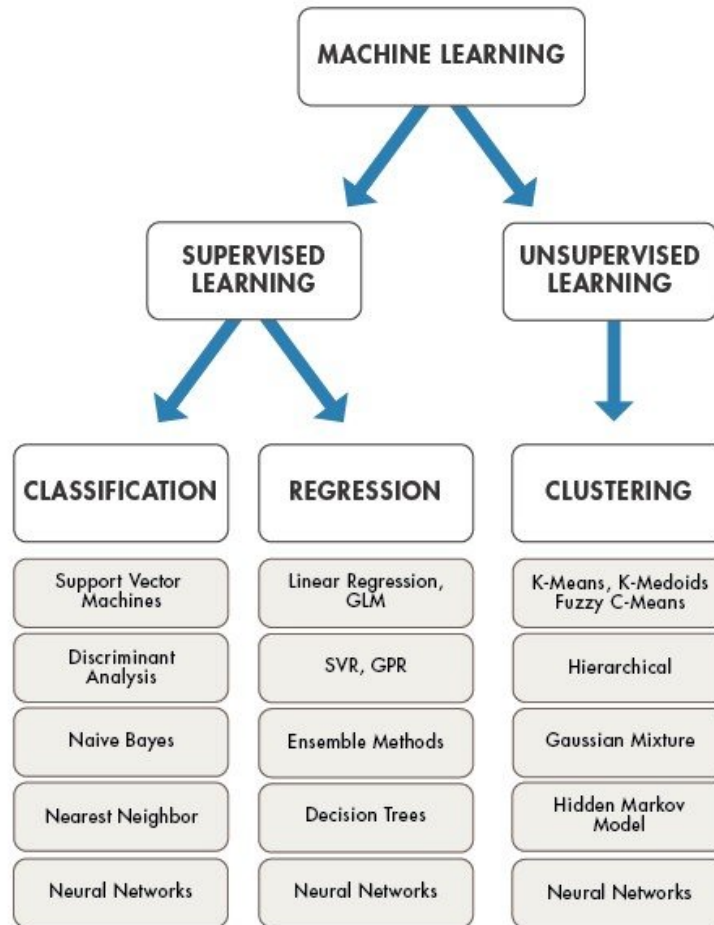 MACHINE LEARNING
SUPERVISED
LEARNING
UNSUPERVISED
LEARNING
CLASSIFICATION
Support Vector
Machines
Discriminant
Analysis
Naive Bayes
Nearest Neighbor
Neural Networks
REGRESSION
Linear Regression,
GLM
SVR, GPR
Ensemble Methods
Decision Trees
Neural Networks
CLUSTERING
K-Means, K-Medoids
Fuzzy C-Means
Hierarchical
Gaussian Mixture
Hidden Markov
Model
Neural Networks